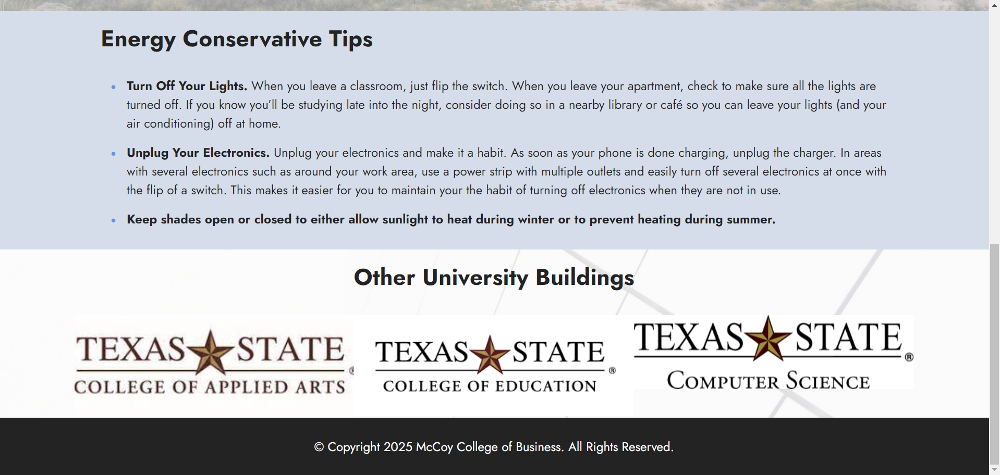 Energy Conservative Tips
Turn Off Your Lights. When you leave a classroom, just flip the switch. When you leave your apartment, check to make sure all the lights are
turned off. If you know you’ll be studying late into the night, consider doing so in a nearby library or café so you can leave your lights (and your
air conditioning) off at home.
Unplug Your Electronics. Unplug your electronics and make it a habit. As soon as your phone is done charging, unplug the charger. In areas
with several electronics such as around your work area, use a power strip with multiple outlets and easily turn off several electronics at once with
the flip of a switch. This makes it easier for you to maintain your the habit of turning off electronics when they are not in use.
Keep shades open or closed to either allow sunlight to heat during winter or to prevent heating during summer.
Other University Buildings
TEXAS STATE ®
COLLEGE OF APPLIED ARTS
TEXAS STATE ®
COLLEGE OF EDUCATION
TEXAS STATE ®
COMPUTER SCIENCE
© Copyright 2025 McCoy College of Business. All Rights Reserved.